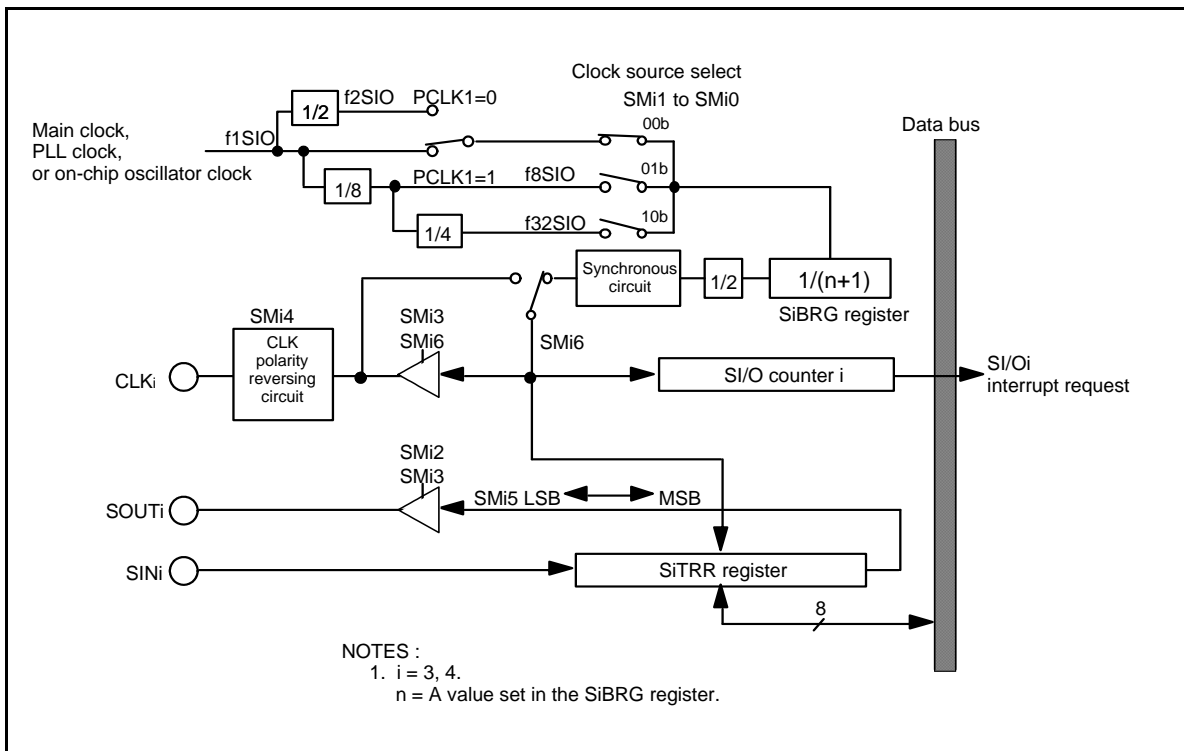 Clock source select
SMi1 to SMi0
1/2
f2SIO
PCLK1=0
Main clock,
PLL clock,
or on-chip oscillator clock
f1SIO
00b
Data bus
1/8
PCLK1=1
f8SIO
01b
1/4
f32SIO
10b
Synchronous
circuit
1/2
1/(n+1)
SiBRG register
SMi4
CLK
polarity
reversing
circuit
SMi3
SMi6
SMi6
CLKi
SI/O counter i
SI/Oi
interrupt request
SMi2
SMi3
SMi5 LSB
MSB
SOUTi
SINi
SiTRR register
8
NOTES :
1. i = 3, 4.
n = A value set in the SiBRG register.